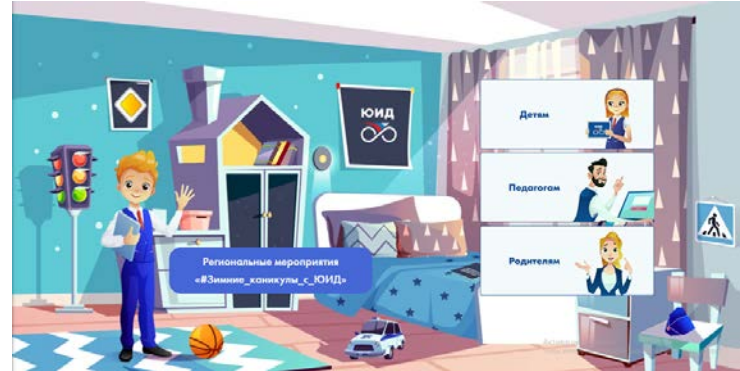 ЮИД
Детям
Педагогам
Родителям
Региональные мероприятия
«#Зимние_каникулы_с_ЮИД»